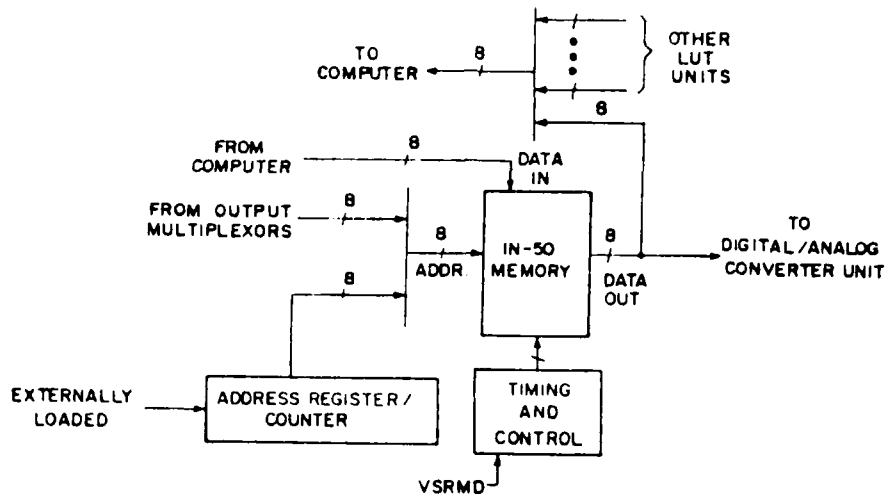 OTHER
LUT
UNITS
TO
COMPUTER
8
8
FROM
COMPUTER
8
DATA
IN
FROM OUTPUT
MULTIPLEXORS
8
8
ADDR.
IN-50
MEMORY
8
DATA
OUT
TO
DIGITAL/ANALOG
CONVERTER UNIT
8
EXTERNALLY
LOADED
ADDRESS REGISTER/
COUNTER
TIMING
AND
CONTROL
VSRMD